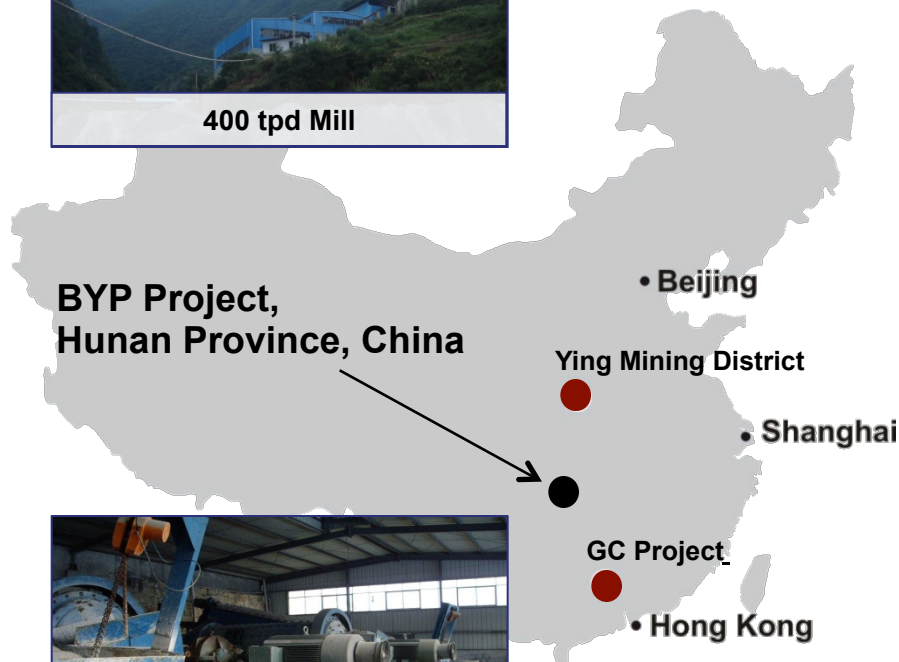 400 tpd Mill
BYP Project,
Hunan Province, China
• Beijing
Ying Mining District
• Shanghai
GC Project
• Hong Kong